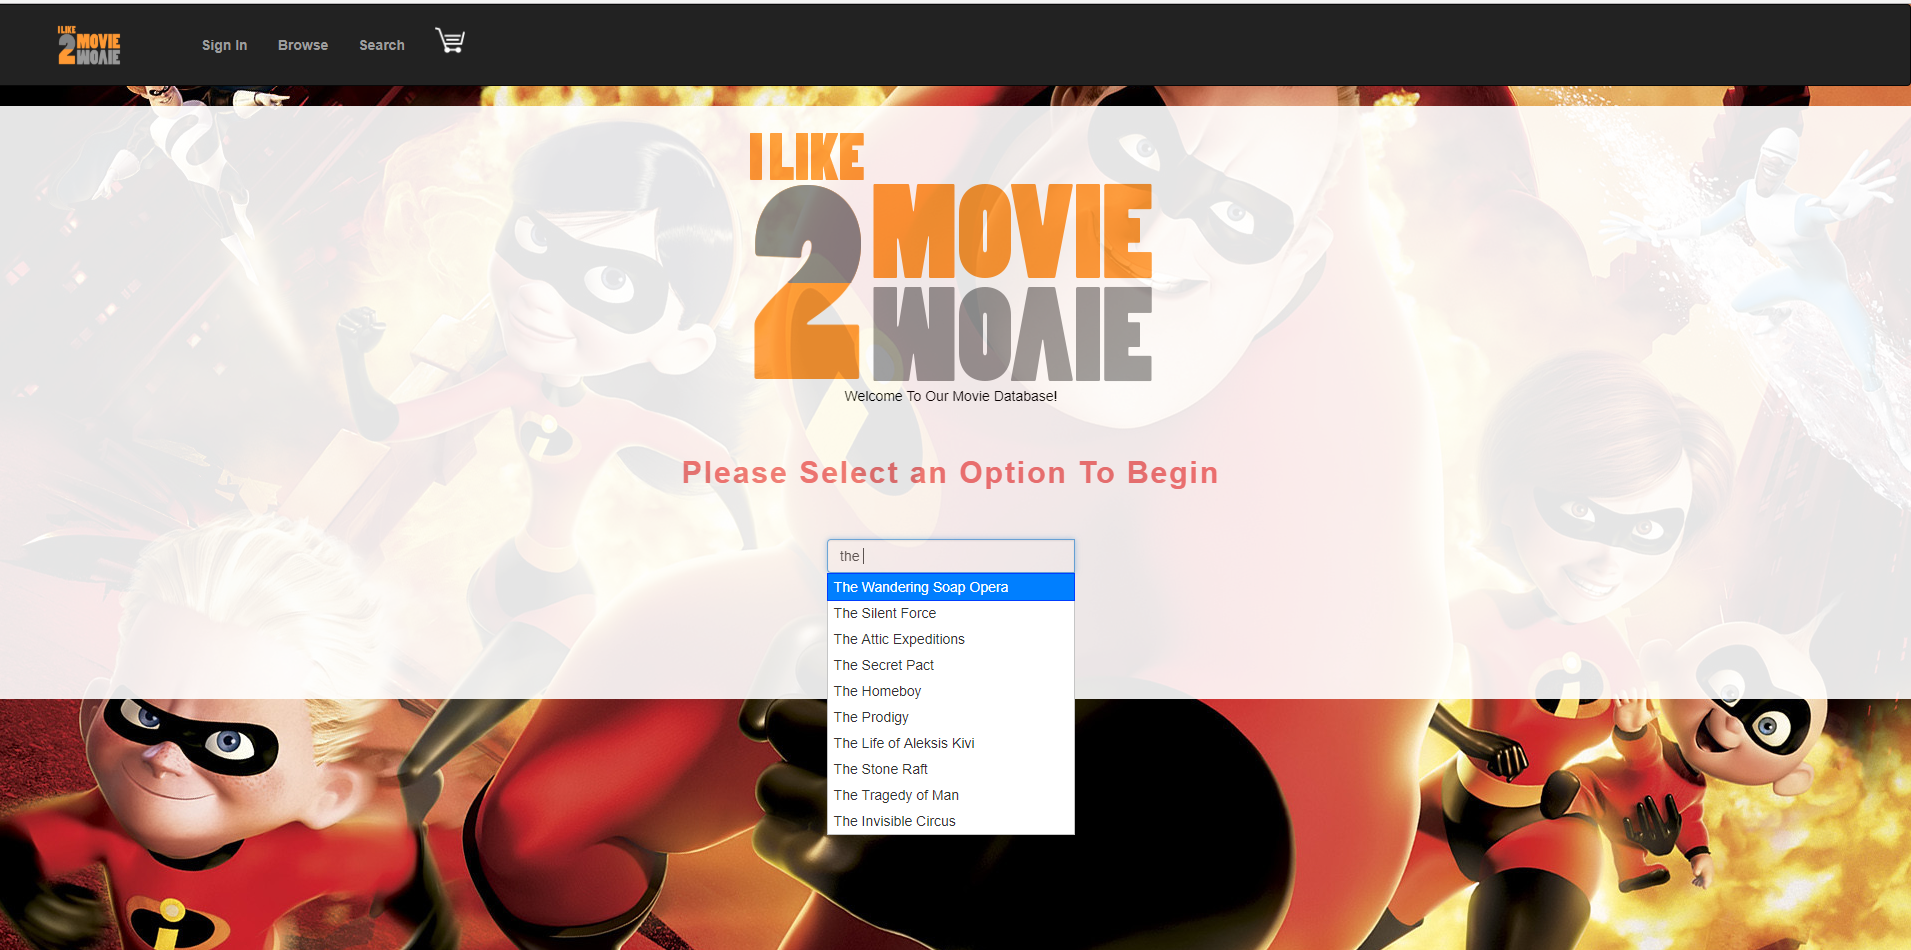 I LIKE
2 MOVIE
MOVIE
Sign In
Browse
Search
I LIKE
2 MOVIE
MOVIE
Welcome To Our Movie Database!
Please Select an Option To Begin
the
The Wandering Soap Opera
The Silent Force
The Attic Expeditions
The Secret Pact
The Homeboy
The Prodigy
The Life of Aleksis Kivi
The Stone Raft
The Tragedy of Man
The Invisible Circus